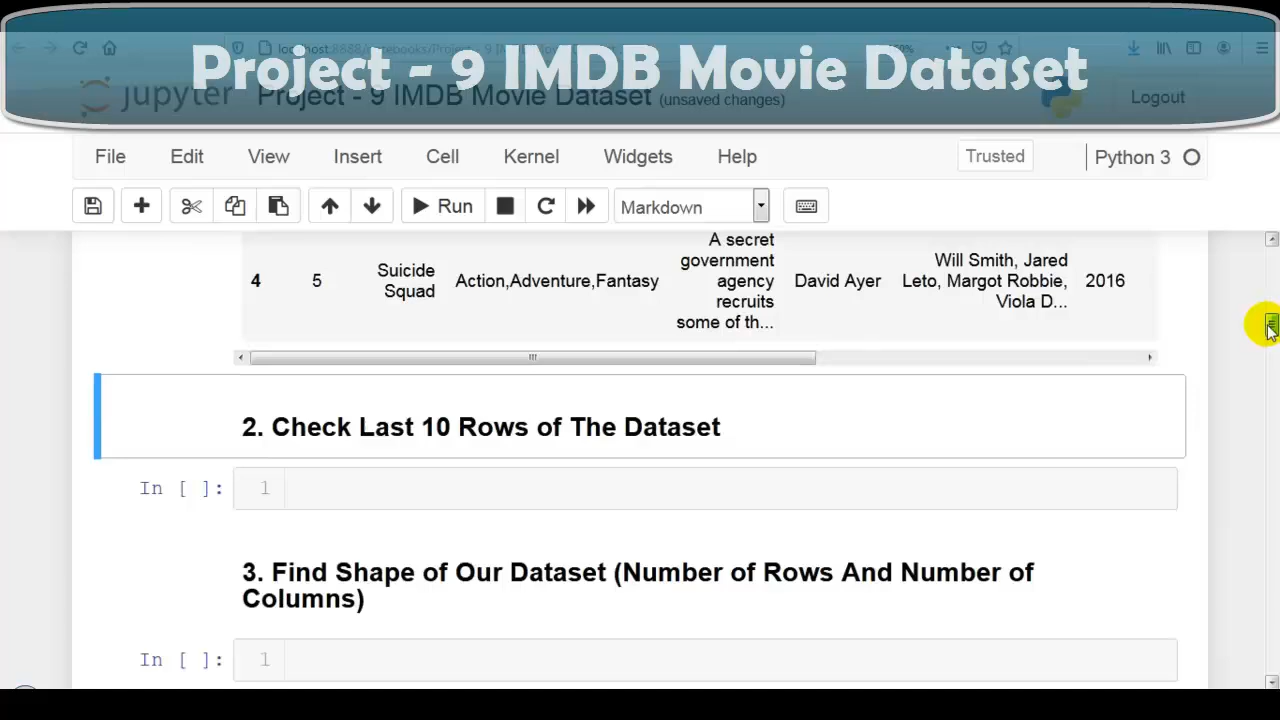 Project - 9 IMDB Movie Dataset
jupyter Project - 9 IMDB Movie Dataset (unsaved changes) Logout
File Edit View Insert Cell Kernel Widgets Help Trusted Python 3
Run Markdown
4 5 Suicide Squad Action,Adventure,Fantasy A secret government agency recruits some of th... David Ayer Will Smith, Jared Leto, Margot Robbie, Viola D... 2016
2. Check Last 10 Rows of The Dataset
In [ ]: 1
3. Find Shape of Our Dataset (Number of Rows And Number of
Columns)
In [ ]: 1